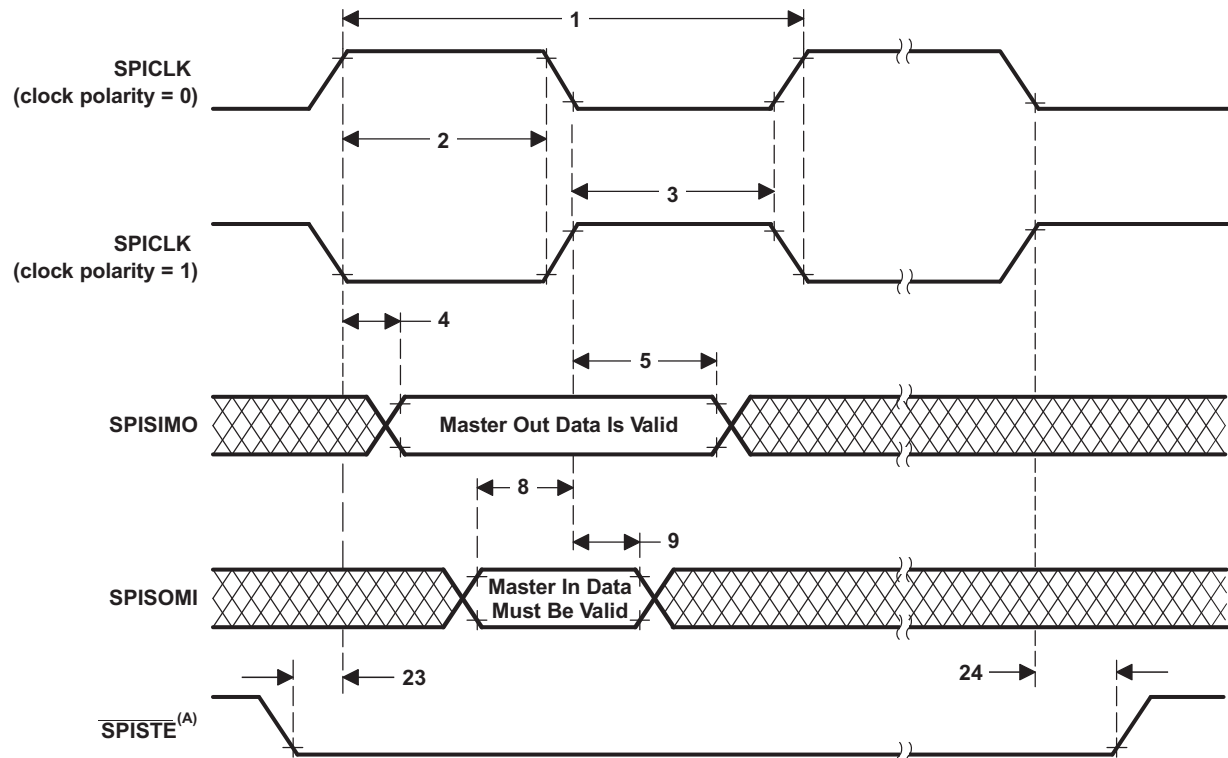 1
SPICLK
(clock polarity = 0)
2
3
SPICLK
(clock polarity = 1)
4
5
SPISIMO
Master Out Data Is Valid
8
9
SPISOMI
Master In Data
Must Be Valid
23
24
SPISTE(A)